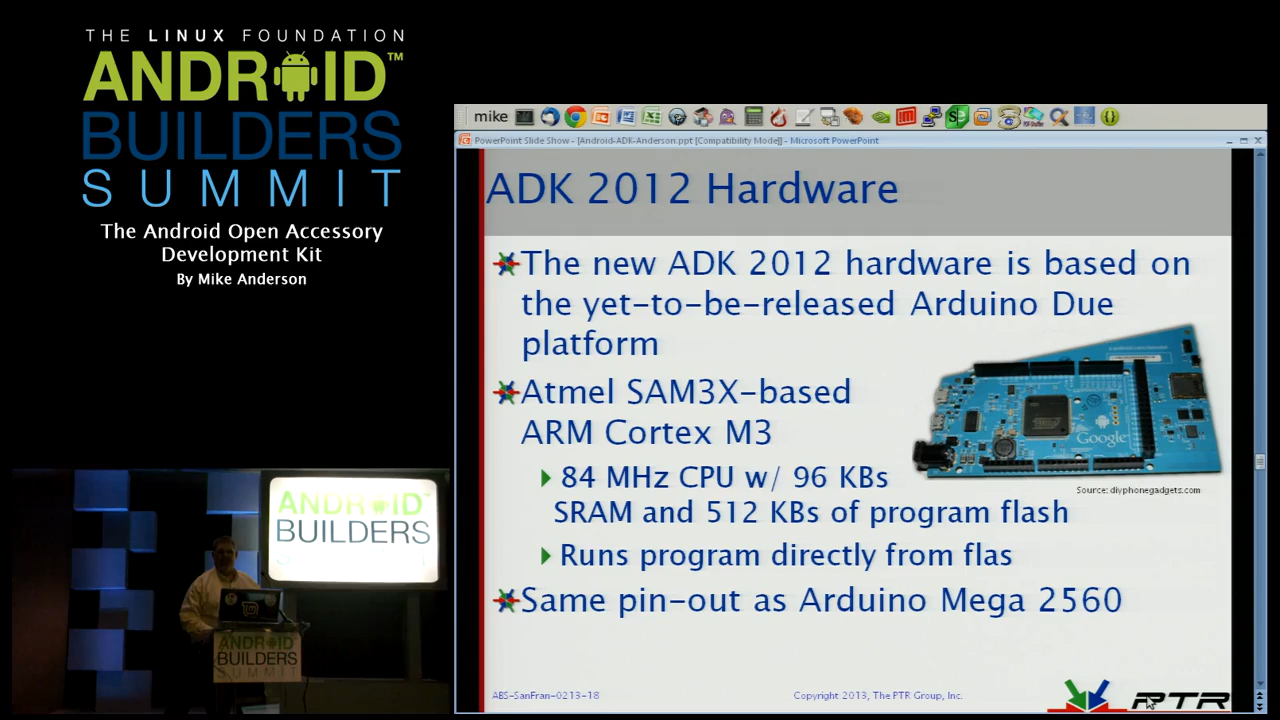 THE LINUX FOUNDATION
ANDROID™
BUILDERS
SUMMIT
The Android Open Accessory
Development Kit
By Mike Anderson
mike
PowerPoint Slide Show - [Android-ADK-Anderson.ppt [Compatibility Mode]] - Microsoft PowerPoint
ADK 2012 Hardware
The new ADK 2012 hardware is based on
the yet-to-be-released Arduino Due
platform
Atmel SAM3X-based
ARM Cortex M3
84 MHz CPU w/ 96 KBs
SRAM and 512 KBs of program flash
Runs program directly from flas
Same pin-out as Arduino Mega 2560
Google
Source: diyphonegadgets.com
ABS-SanFran-0213-18
Copyright 2013, The PTR Group, Inc.
PTR
ANDROID
BUILDERS
ANDROID
BUILDERS
SUMMIT